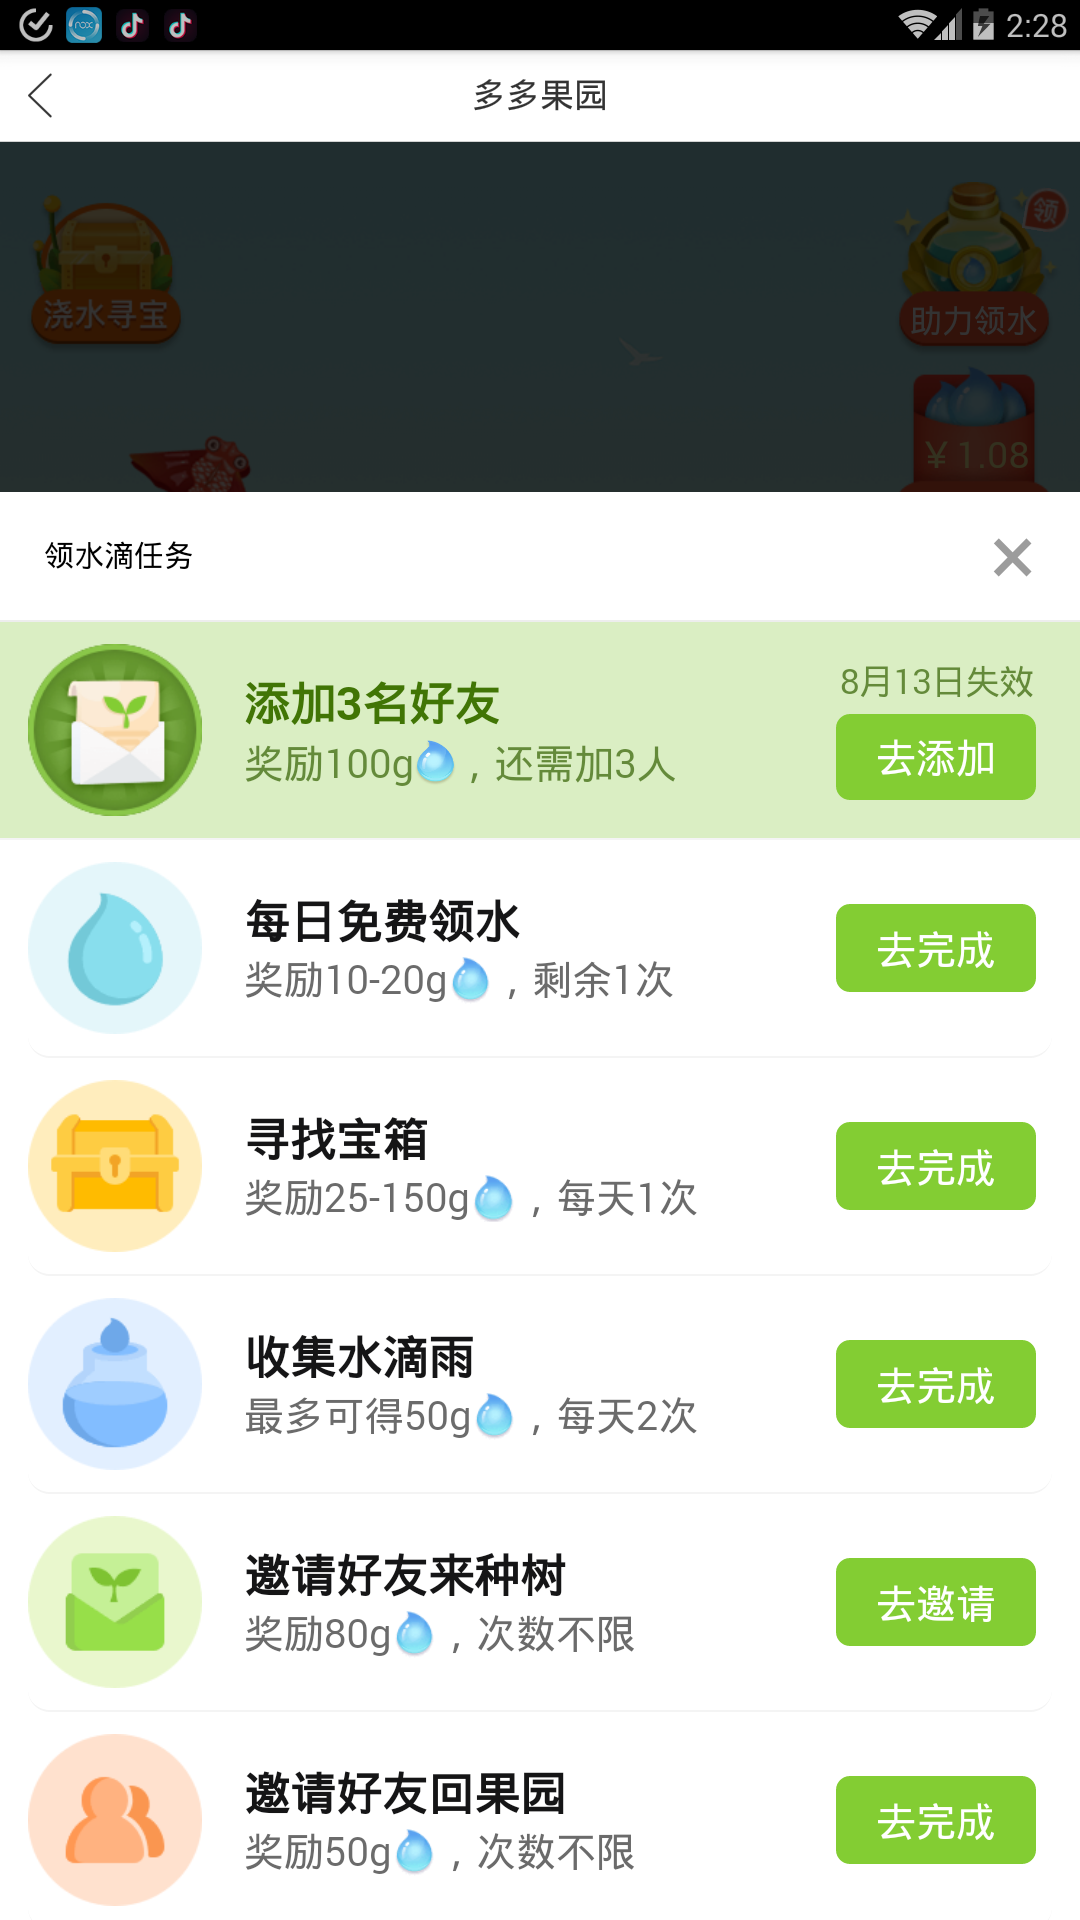 2:28
多多果园
领
浇水寻宝
助力领水
¥ 1.08
领水滴任务
添加3名好友
8月13日失效
奖励100g，还需加3人
去添加
每日免费领水
奖励10-20g，剩余1次
去完成
寻找宝箱
奖励25-150g，每天1次
去完成
收集水滴雨
最多可得50g，每天2次
去完成
邀请好友来种树
奖励80g，次数不限
去邀请
邀请好友回果园
奖励50g，次数不限
去完成